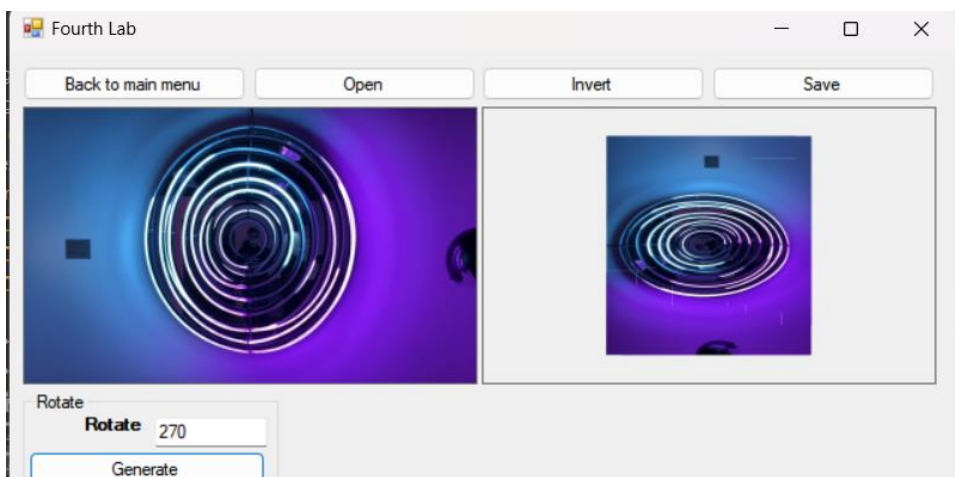 Fourth Lab
Back to main menu Open Invert Save
Rotate
Rotate 270
Generate